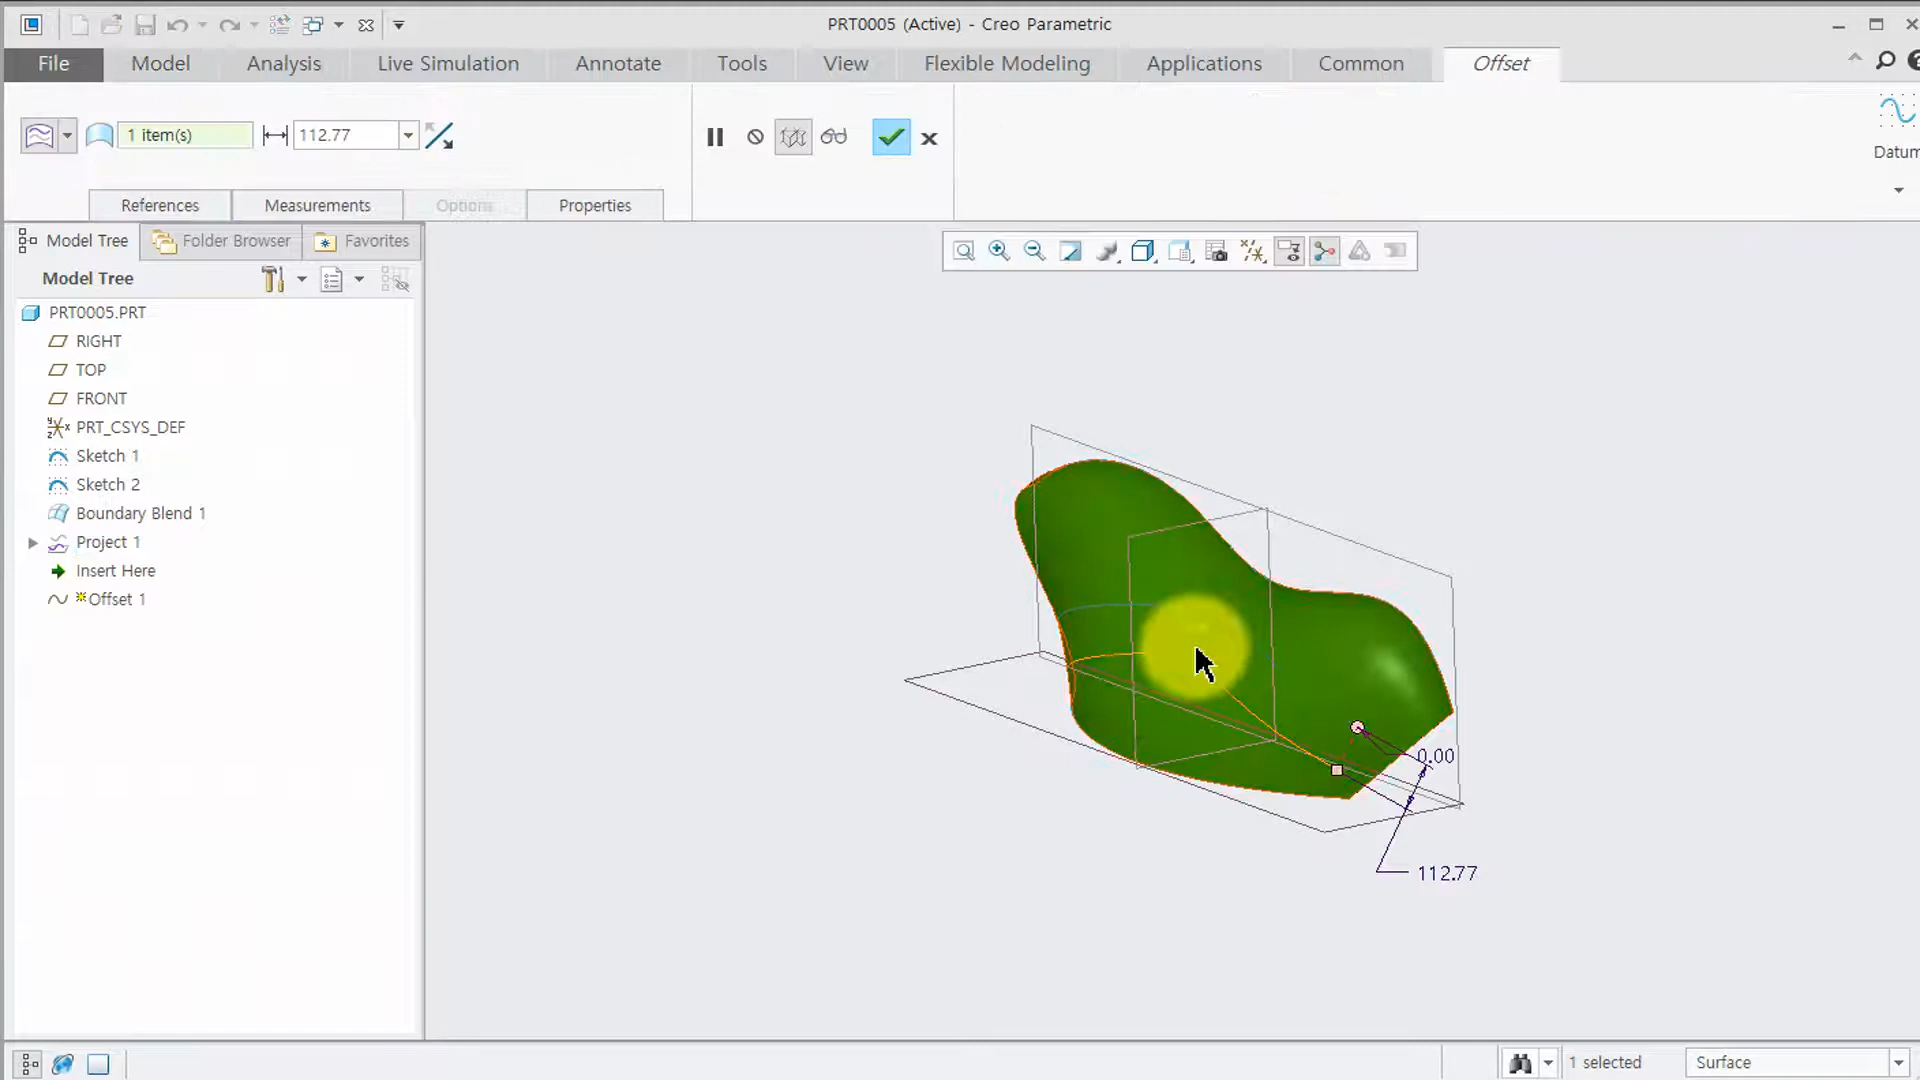 PRT0005 (Active) - Creo Parametric
File
Model
Analysis
Live Simulation
Annotate
Tools
View
Flexible Modeling
Applications
Common
Offset
1 item(s)
112.77
Datum
References
Measurements
Options
Properties
Model Tree
Folder Browser
Favorites
Model Tree
PRT0005.PRT
RIGHT
TOP
FRONT
PRT_CSYS_DEF
Sketch 1
Sketch 2
Boundary Blend 1
Project 1
Insert Here
Offset 1
0.00
112.77
1 selected
Surface